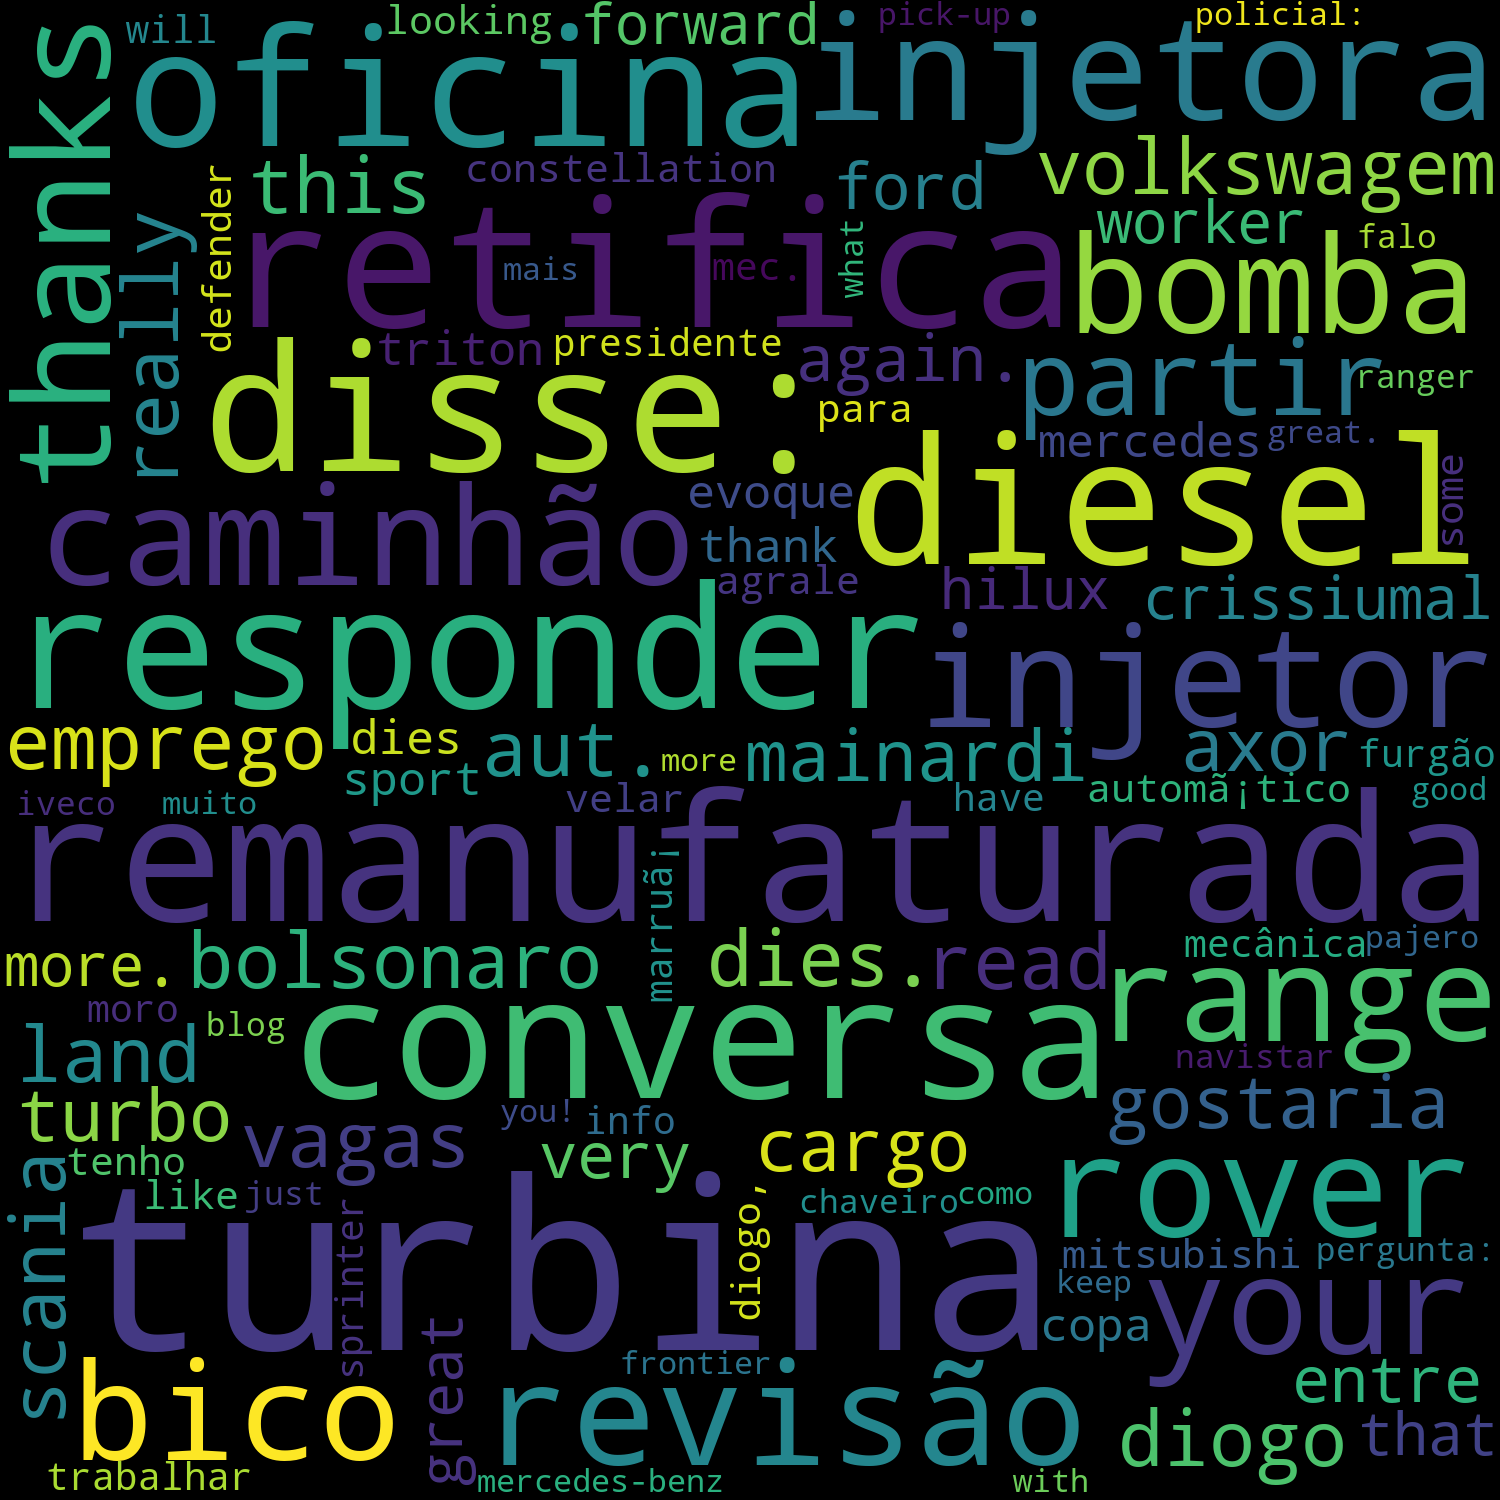 will
looking
forward
pick-up
policial:
thanks
oficina
injetora
really
defender
this
constellation
ford
volkswagem
worker
retifica
mais
mec.
what
bomba
falo
triton
presidente
again.
partir
ranger
disse:
para
mercedes
great.
diesel
some
caminhão
evoque
thank
agrale
hilux
crissiumal
responder
injetor
emprego
dies
sport
aut.
more
mainardi
axor
furgão
iveco
muito
velar
have
automã¡tico
good
remanufaturada
marruã¡
more.
bolsonaro
dies.
read
mecânica
pajero
range
moro
blog
land
conversa
navistar
turbo
tenho
vagas
you!
info
very
cargo
gostaria
scania
like
just
sprinter
diogo,
chaveiro
como
rover
turbina
mitsubishi
pergunta:
keep
copa
your
bico
great
frontier
revisão
entre
diogo
that
trabalhar
mercedes-benz
with